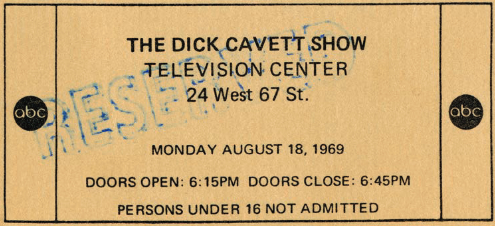 THE DICK CAVETT SHOW
TELEVISION CENTER
24 West 67 St.
RESERVED
abc
abc
MONDAY AUGUST 18, 1969
DOORS OPEN: 6:15PM DOORS CLOSE: 6:45PM
PERSONS UNDER 16 NOT ADMITTED